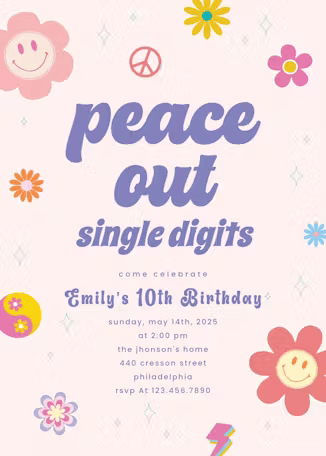 peace
out
single digits
come celebrate
Emily's 10th Birthday
sunday, may 14th, 2025
at 2:00 pm
the jhonson's home
440 creson street
philadelphia
rsvp At 123.456.7890